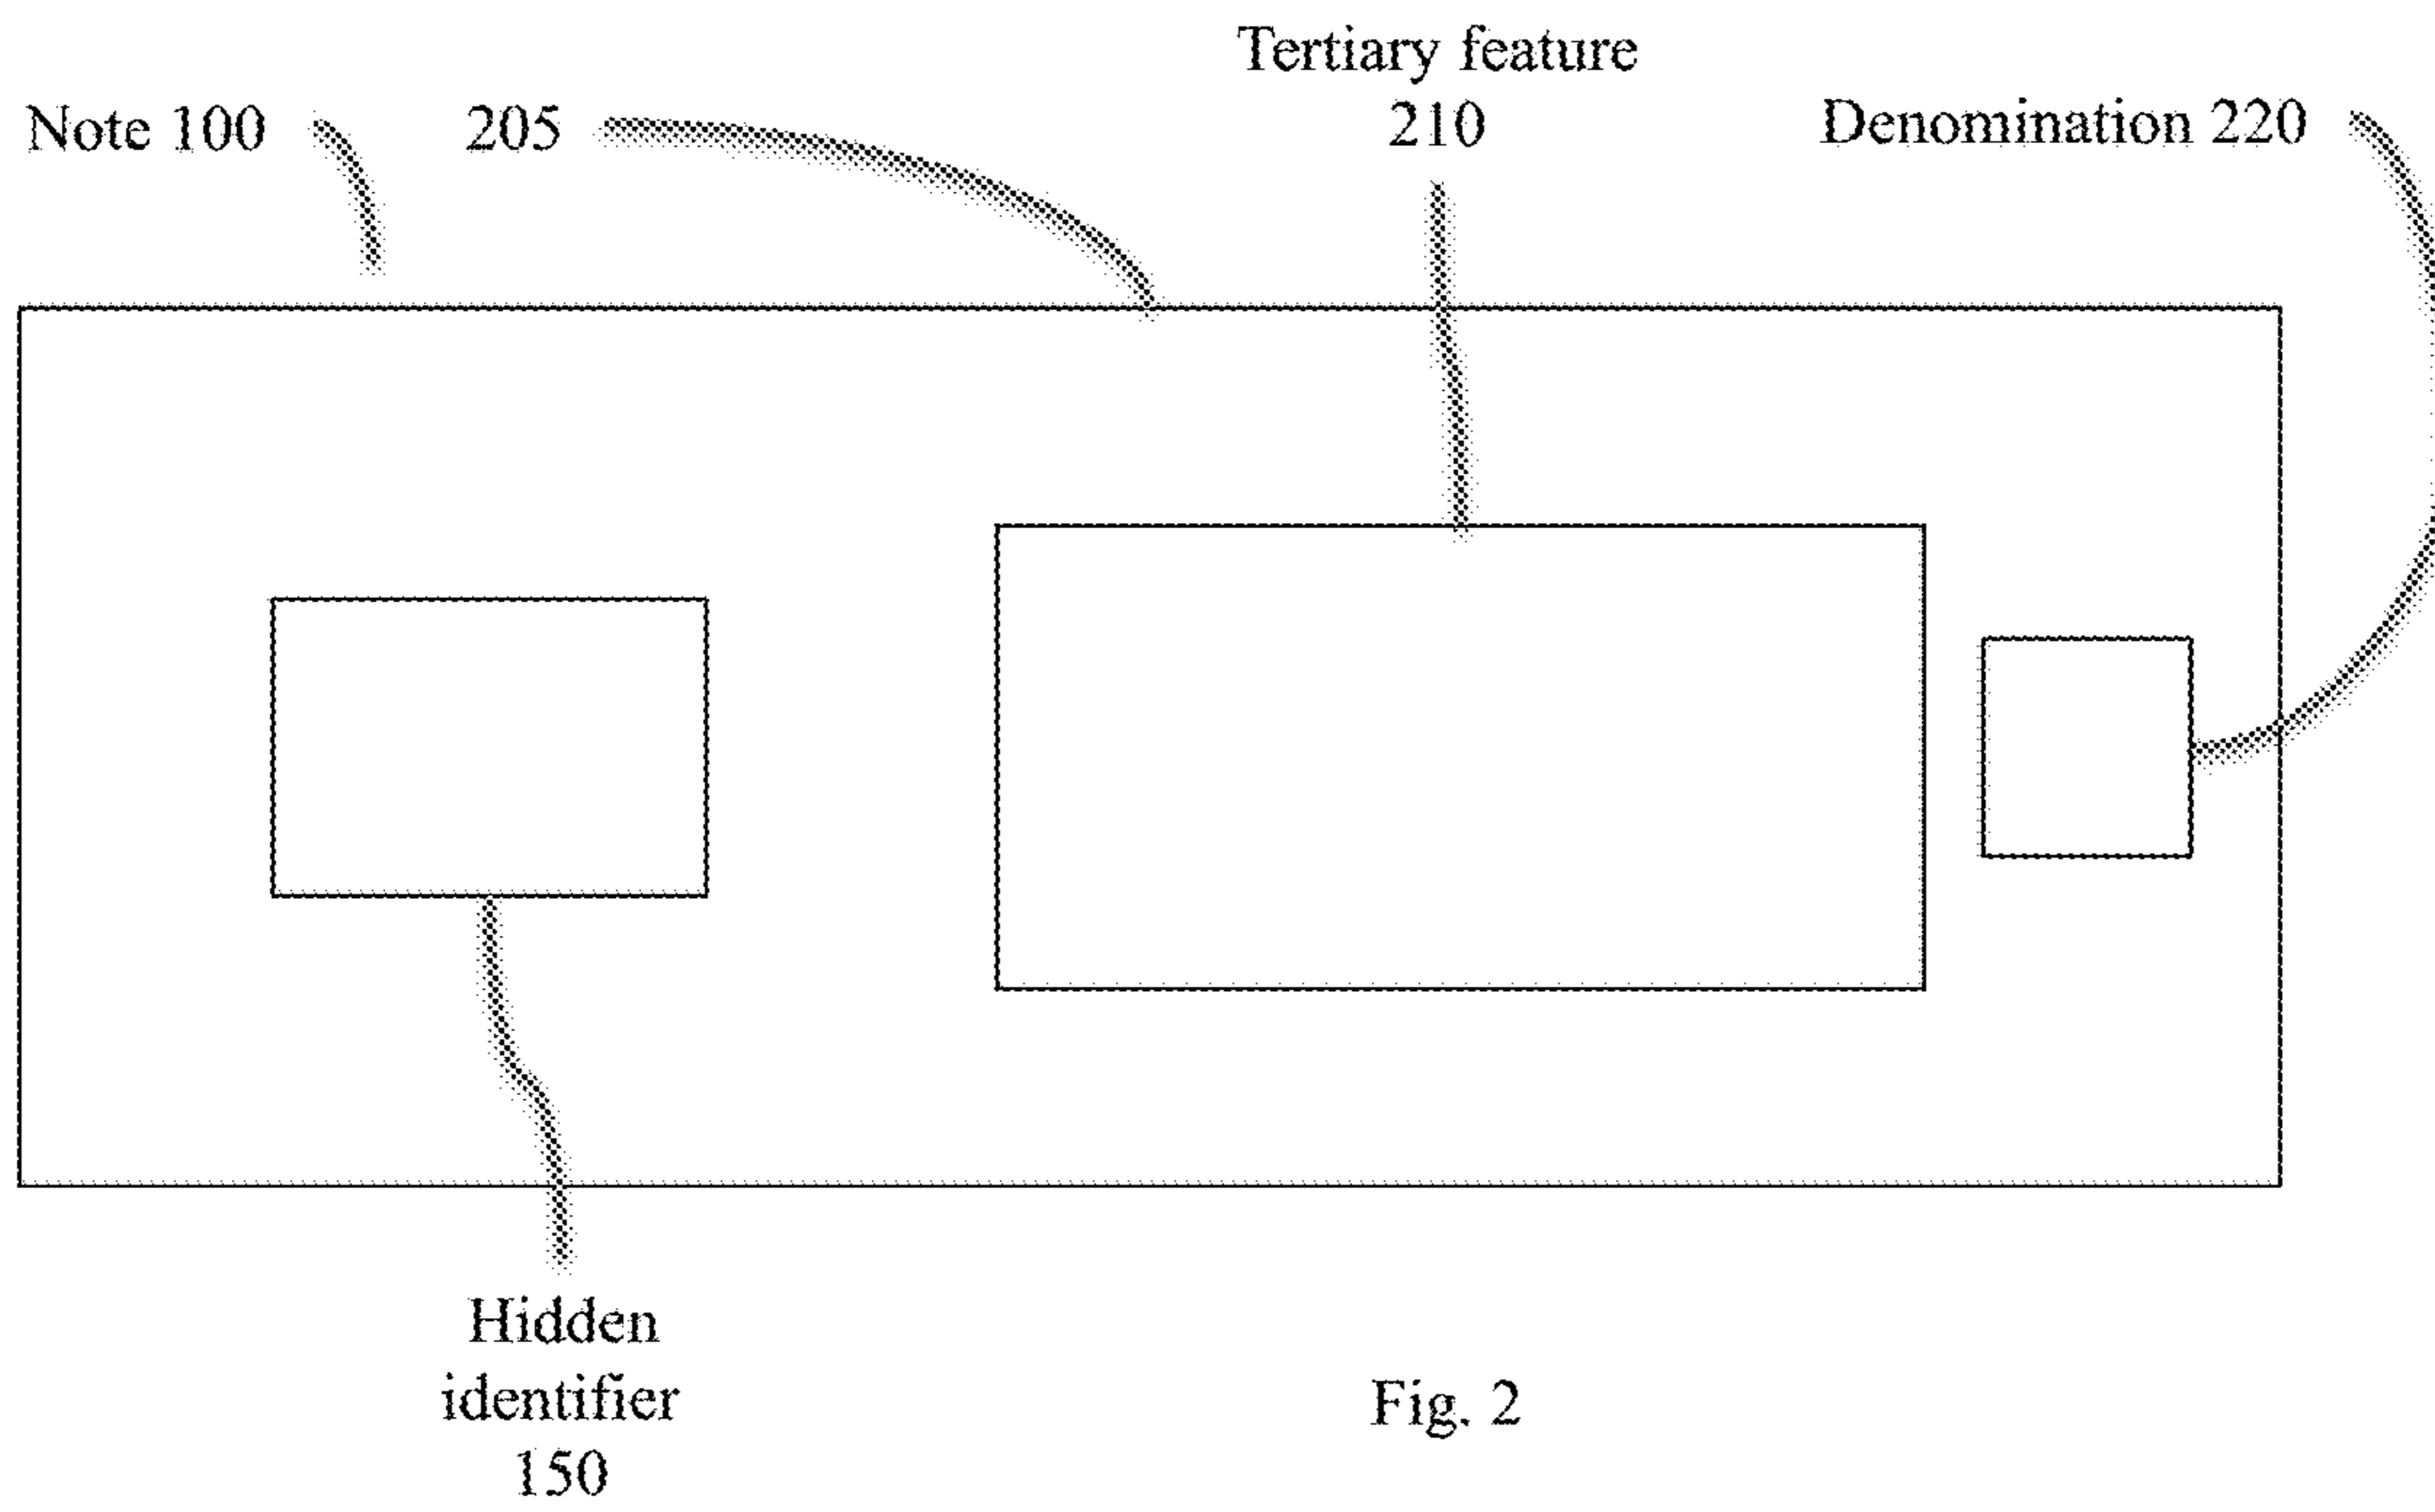 Tertiary feature
210
Note 100
205
Denomination 220
Hidden
identifier
150
Fig. 2